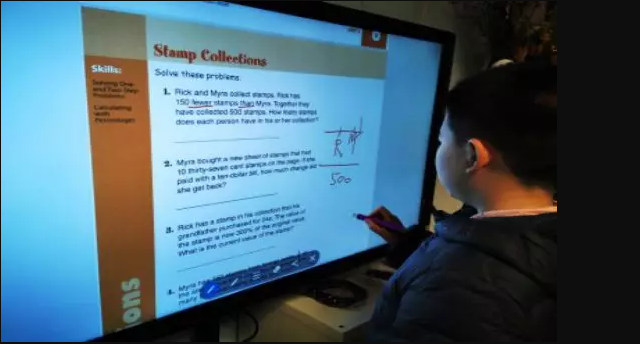 Stamp Collections
Skills:
Solving One-
and Two-Step
Problems
Calculating
with
Percentages
Solve these problems.
1. Rick and Myra collect stamps. Rick has
150 fewer stamps than Myra. Together they
have collected 500 stamps. How many stamps
does each person have in his or her collection?
R M
500
2. Myra bought a new sheet of stamps that had
10 thirty-seven cent stamps on the page. If she
paid with a ten-dollar bill, how much change did
she get back?
3. Rick has a stamp in his collection that his
grandfather purchased for 24¢. The value of
the stamp is now 300% of the original value.
What is the current value of the stamp?
4. Myra has
many
ons